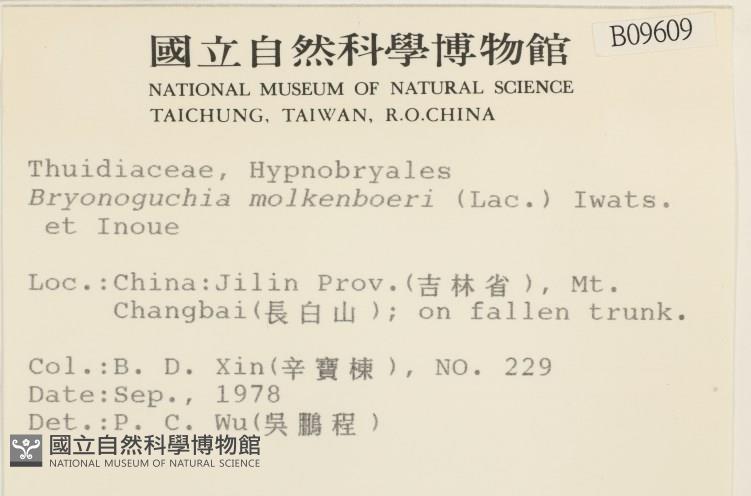 B09609
國立自然科學博物館
NATIONAL MUSEUM OF NATURAL SCIENCE
TAICHUNG, TAIWAN, R.O.CHINA
Thuidiaceae, Hypnobryales
Bryonoguchia molkenboeri (Lac.) Iwats.
et Inoue
Loc.:China:Jilin Prov.(吉林省), Mt.
Changbai(長白山); on fallen trunk.
Col.:B. D. Xin(辛寶棟), NO. 229
Date:Sep., 1978
Det.:P. C. Wu(吳鵬程)
國立自然科學博物館
NATIONAL MUSEUM OF NATURAL SCIENCE